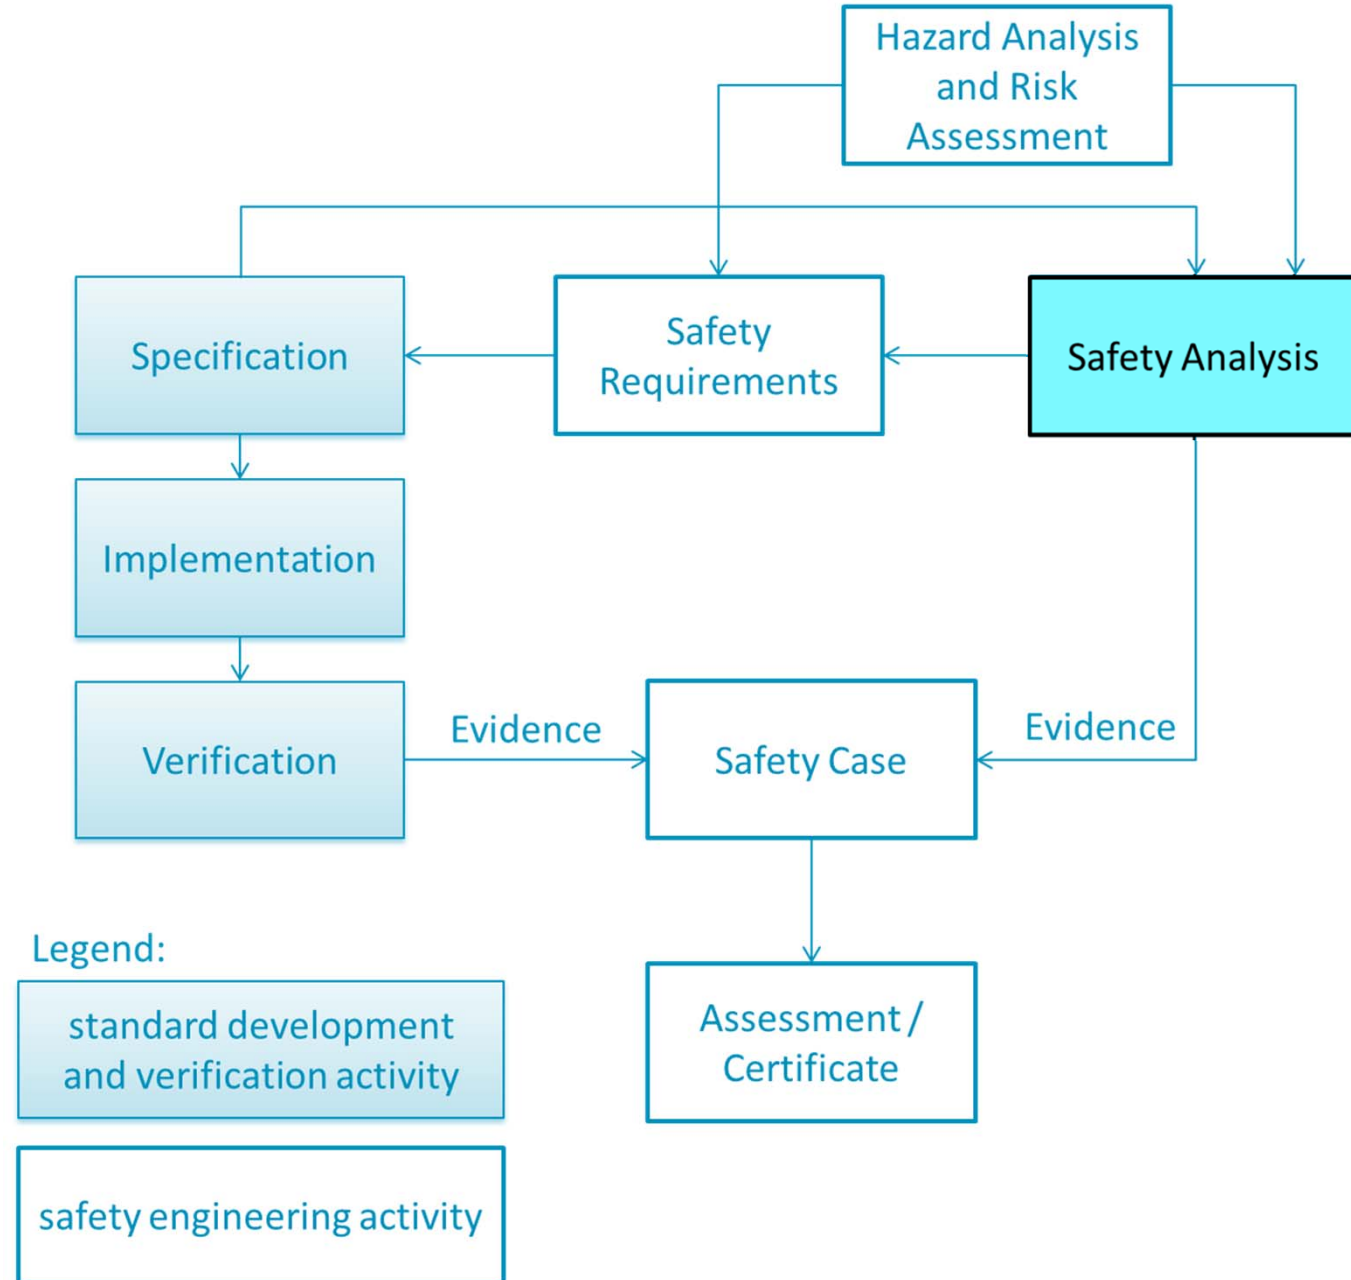 Hazard Analysis
and Risk
Assessment
Specification
Safety
Requirements
Safety Analysis
Implementation
Verification
Evidence
Safety Case
Evidence
Legend:
standard development
and verification activity
Assessment /
Certificate
safety engineering activity